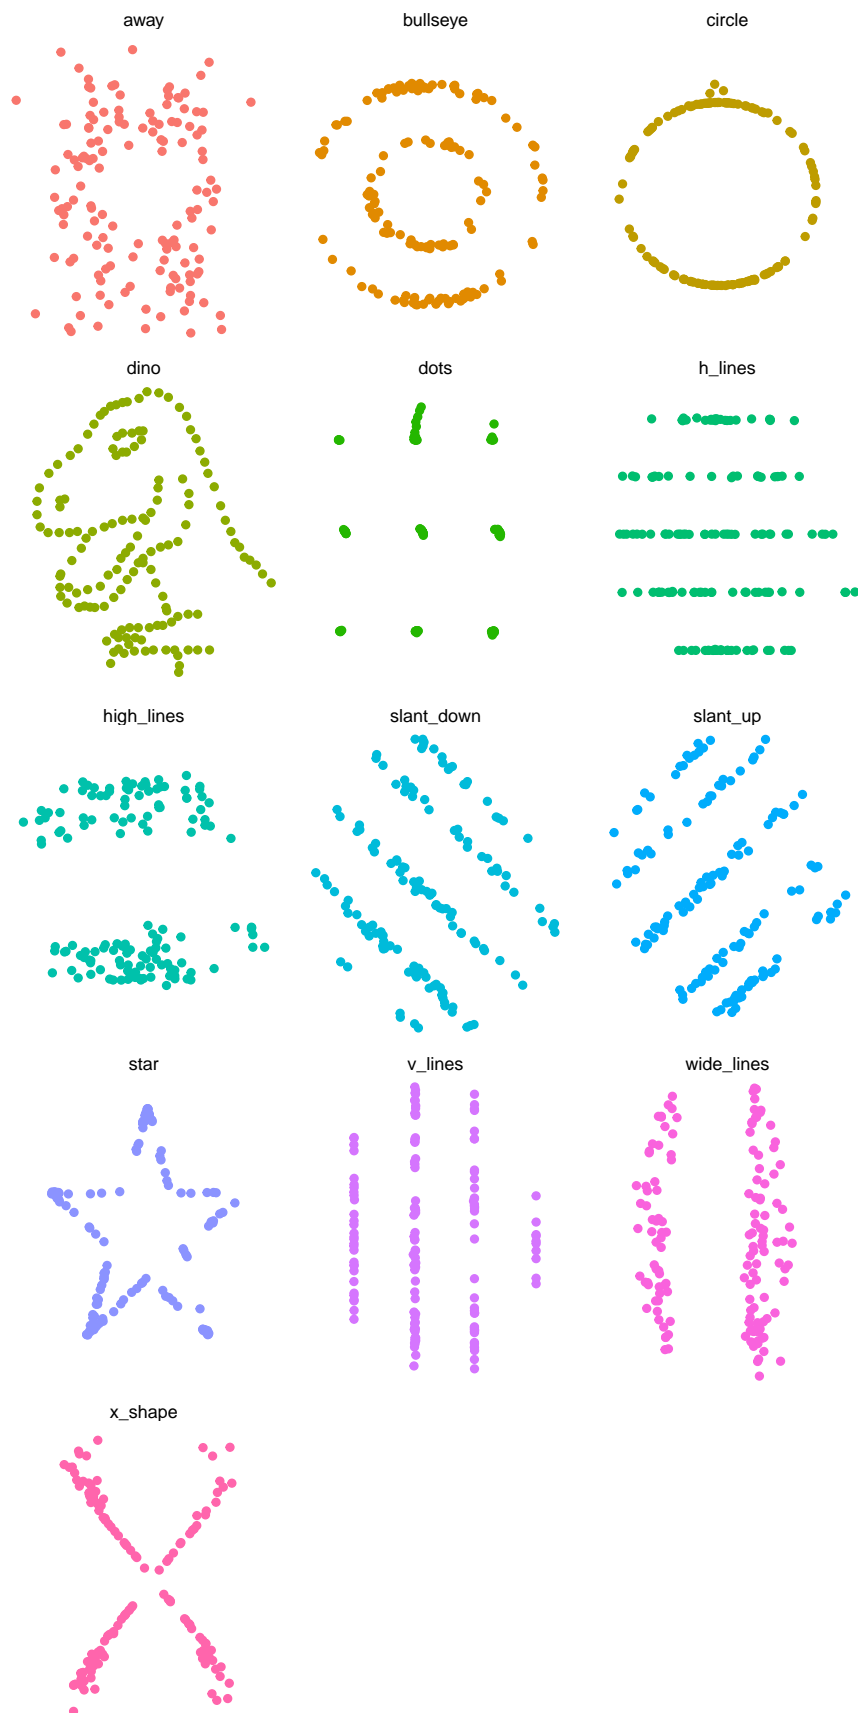 away
bullseye
circle
dino
dots
h_lines
high_lines
slant_down
slant_up
star
v_lines
wide_lines
x_shape